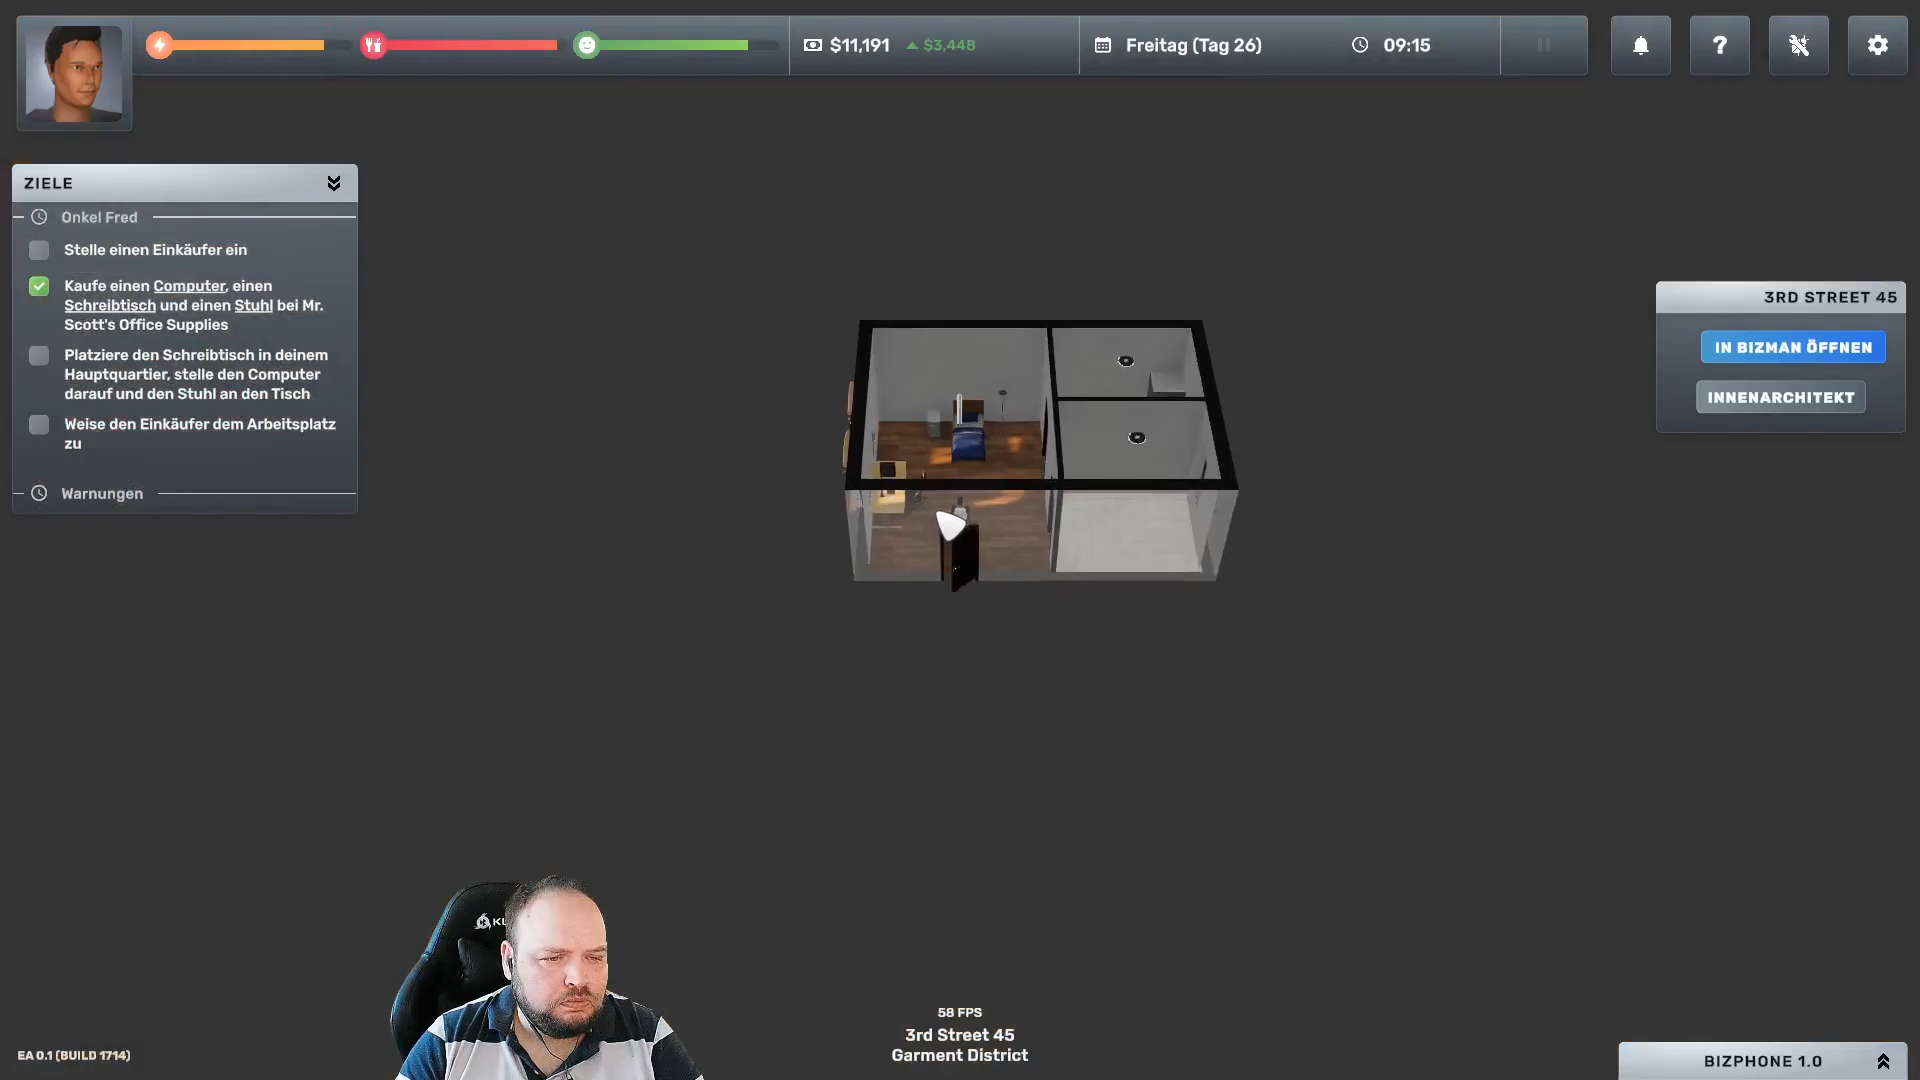 $11,191 $3,448 Freitag (Tag 26) 09:15
ZIELE
Onkel Fred
Stelle einen Einkäufer ein
Kaufe einen Computer, einen
Schreibtisch und einen Stuhl bei Mr.
Scott's Office Supplies
Platziere den Schreibtisch in deinem
Hauptquartier, stelle den Computer
darauf und den Stuhl an den Tisch
Weise den Einkäufer dem Arbeitsplatz
zu
Warnungen
3RD STREET 45
IN BIZMAN ÖFFNEN
INNENARCHITEKT
58 FPS
3rd Street 45
Garment District
EA 0.1 (BUILD 1714)
BIZPHONE 1.0